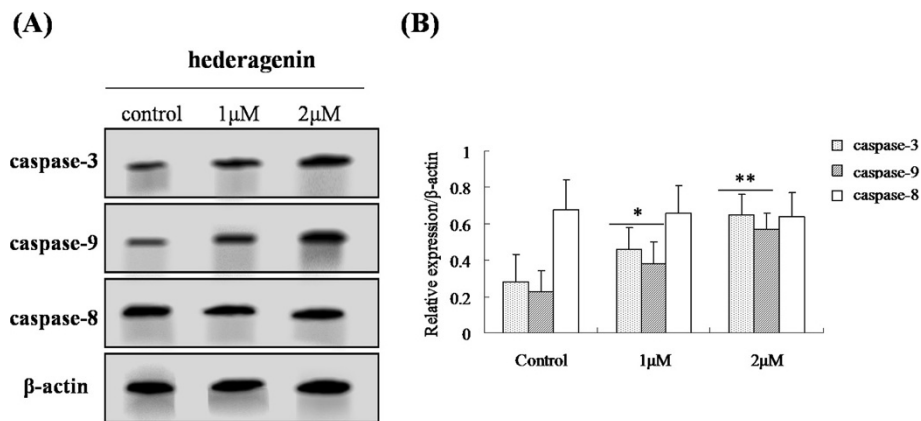 (A)
hederagenin
control 1μM 2μM
caspase-3
caspase-9
caspase-8
β-actin
(B)
Relative expression/β-actin
1
0.8
0.6
0.4
0.2
0
*
**
Control 1μM 2μM
caspase-3
caspase-9
caspase-8